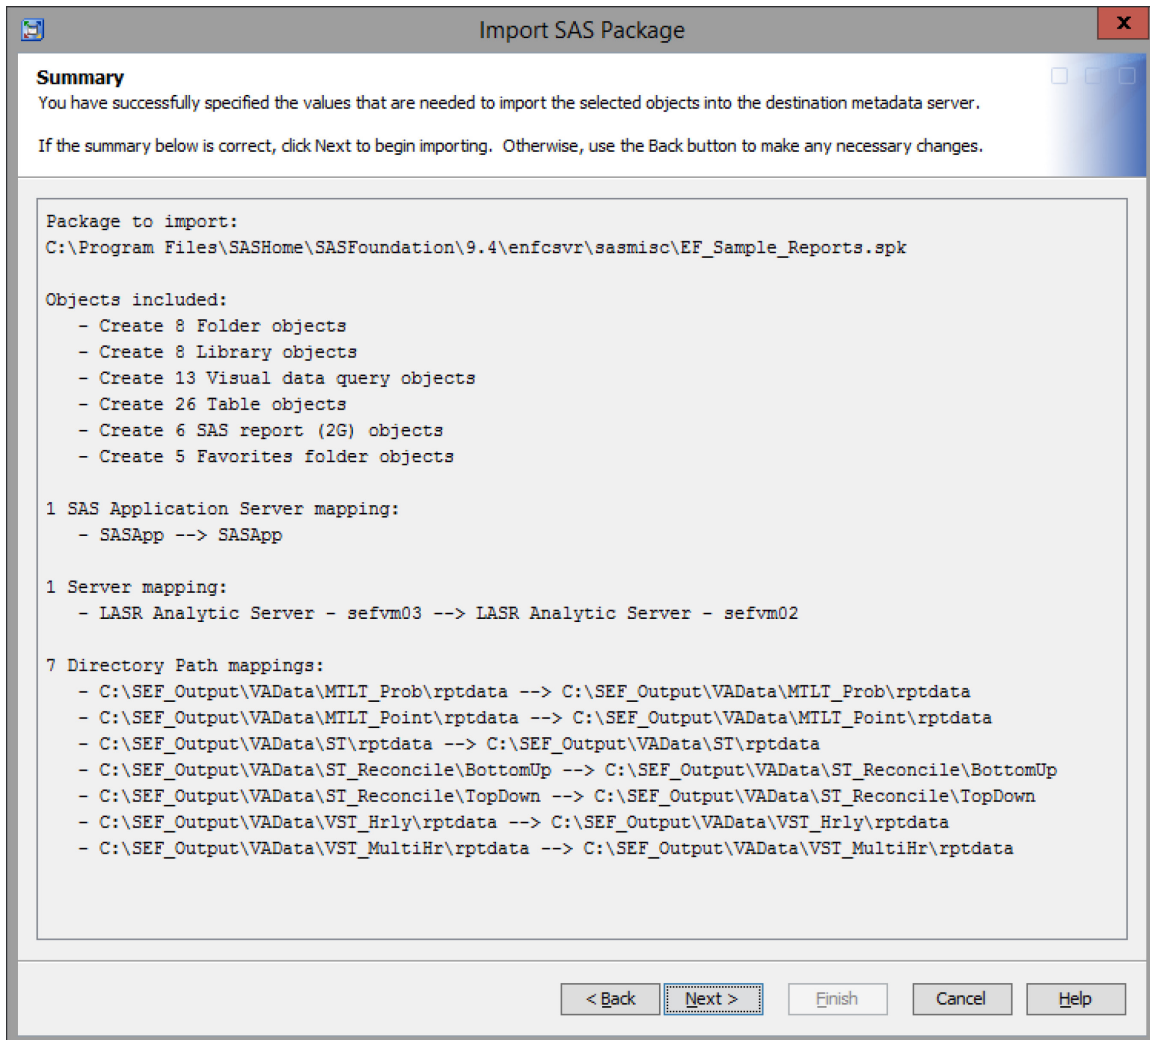 Import SAS Package
x
Summary
You have successfully specified the values that are needed to import the selected objects into the destination metadata server.
If the summary below is correct, click Next to begin importing.  Otherwise, use the Back button to make any necessary changes.
Package to import:
C:\Program Files\SASHome\SASFoundation\9.4\enfcsvr\sasmisc\EF_Sample_Reports.spk
Objects included:
- Create 8 Folder objects
- Create 8 Library objects
- Create 13 Visual data query objects
- Create 26 Table objects
- Create 6 SAS report (2G) objects
- Create 5 Favorites folder objects
1 SAS Application Server mapping:
- SASApp --> SASApp
1 Server mapping:
- LASR Analytic Server - sefvm03 --> LASR Analytic Server - sefvm02
7 Directory Path mappings:
- C:\SEF_Output\VAData\MTLT_Prob\rptdata --> C:\SEF_Output\VAData\MTLT_Prob\rptdata
- C:\SEF_Output\VAData\MTLT_Point\rptdata --> C:\SEF_Output\VAData\MTLT_Point\rptdata
- C:\SEF_Output\VAData\ST\rptdata --> C:\SEF_Output\VAData\ST\rptdata
- C:\SEF_Output\VAData\ST_Reconcile\BottomUp --> C:\SEF_Output\VAData\ST_Reconcile\BottomUp
- C:\SEF_Output\VAData\ST_Reconcile\TopDown --> C:\SEF_Output\VAData\ST_Reconcile\TopDown
- C:\SEF_Output\VAData\VST_Hrly\rptdata --> C:\SEF_Output\VAData\VST_Hrly\rptdata
- C:\SEF_Output\VAData\VST_MultiHr\rptdata --> C:\SEF_Output\VAData\VST_MultiHr\rptdata
< Back Next > Finish Cancel Help